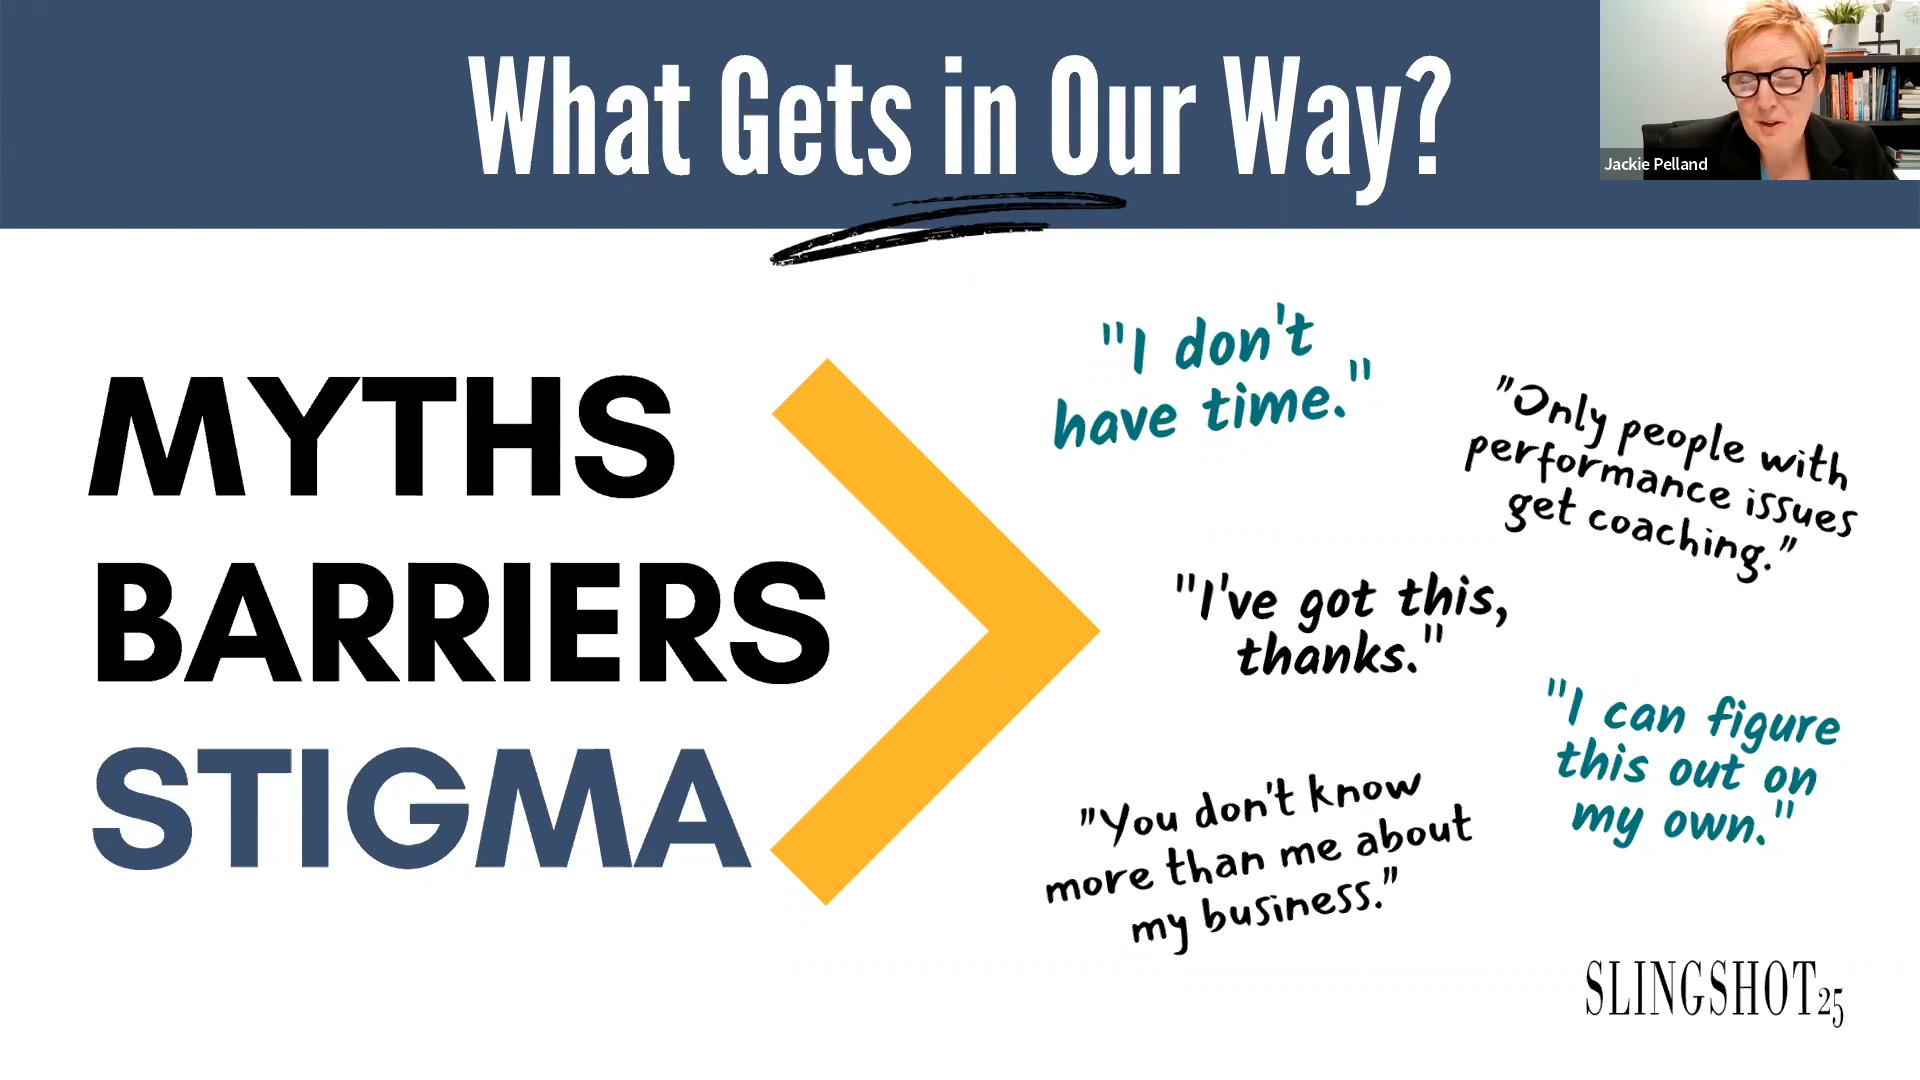 What Gets in Our Way?
Jackie Pelland
MYTHS
BARRIERS
STIGMA
"I don't
have time."
"Only people with
performance issues
get coaching."
"I've got this,
thanks."
"I can figure
this out on
my own."
"You don't know
more than me about
my business."
SLINGSHOT25